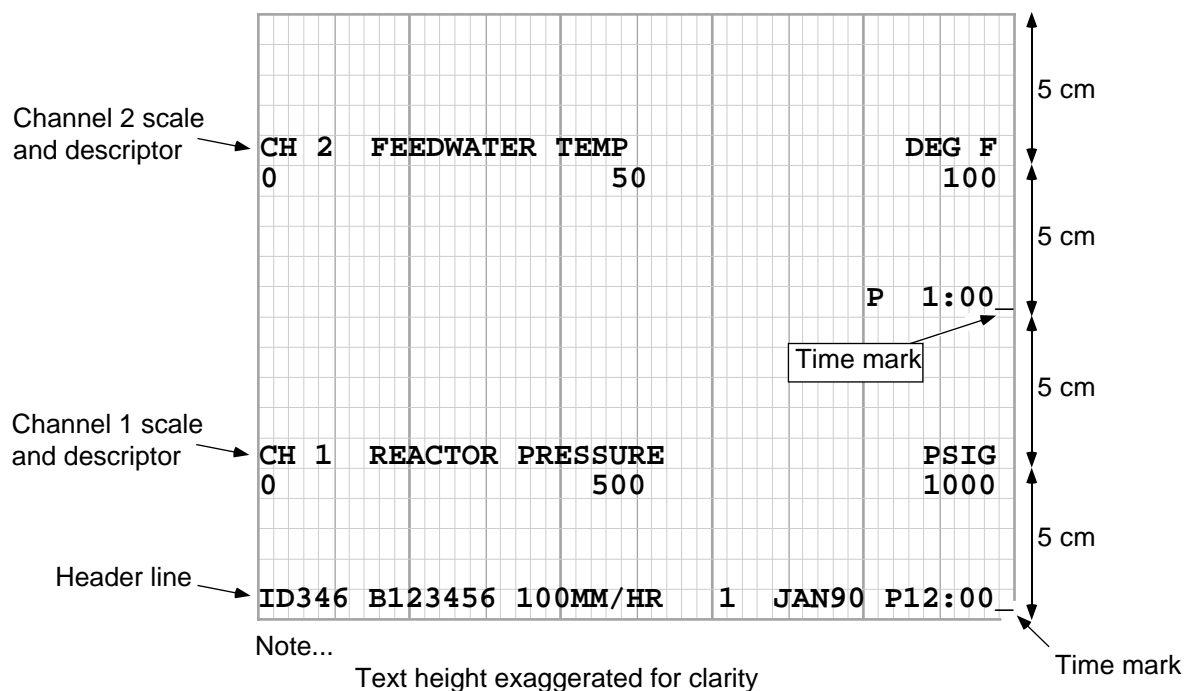 5 cm
Channel 2 scale
and descriptor
CH 2 FEEDWATER TEMP DEG F
0 50 100
5 cm
P 1:00_
Time mark
5 cm
Channel 1 scale
and descriptor
CH 1 REACTOR PRESSURE PSIG
0 500 1000
5 cm
Header line
ID346 B123456 100MM/HR 1 JAN90 P12:00_
Note...
Text height exaggerated for clarity
Time mark